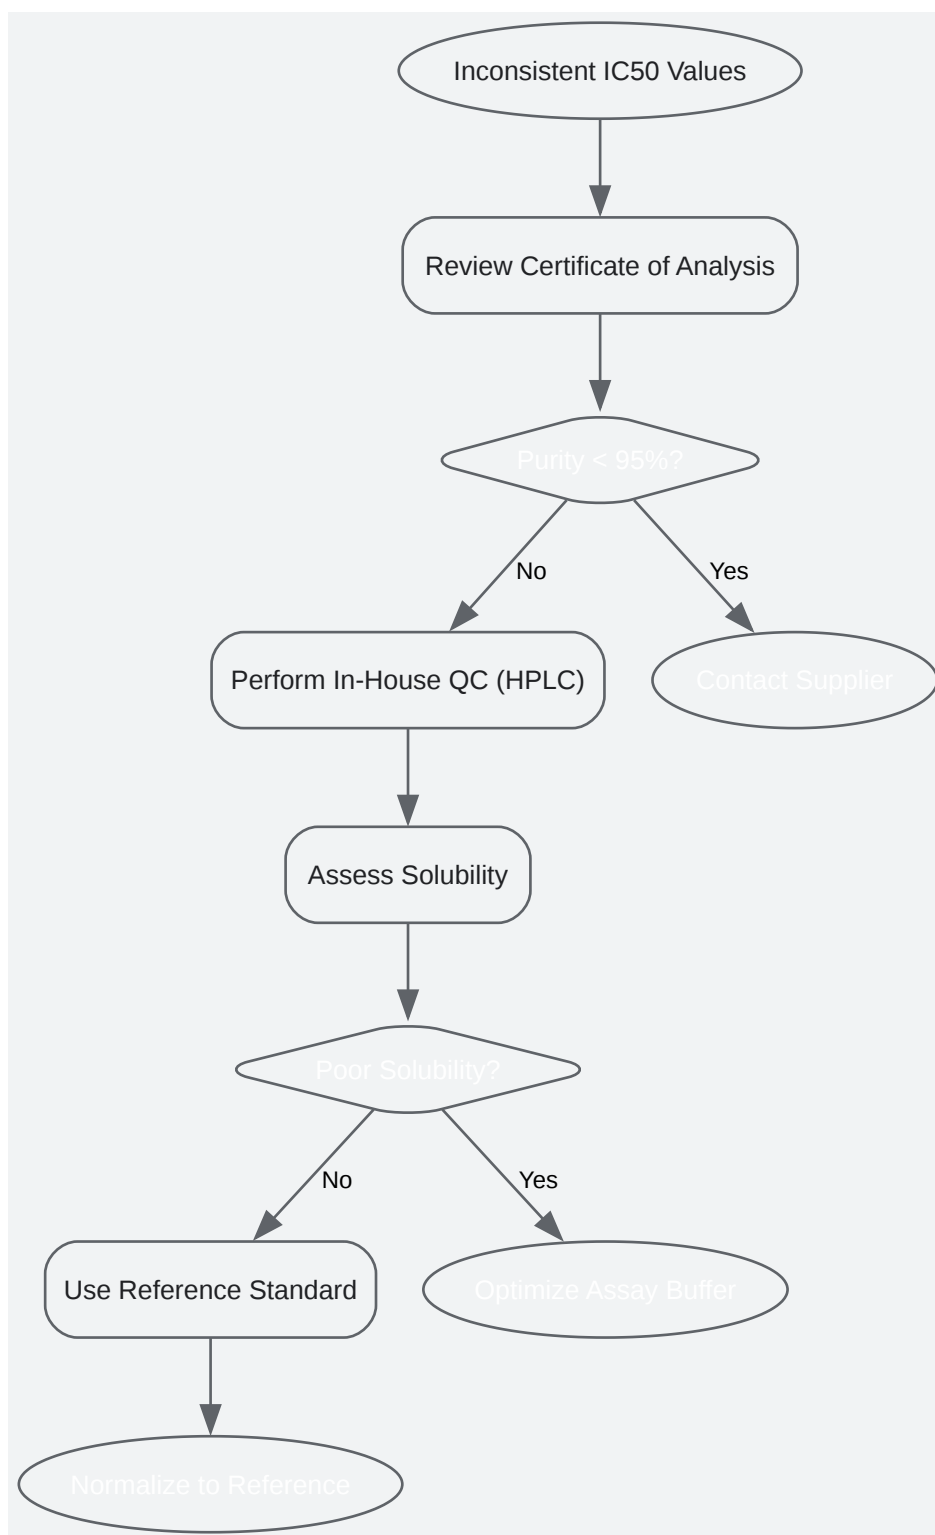 Inconsistent IC50 Values
Review Certificate of Analysis
Purity < 95%?
No
Yes
Perform In-House QC (HPLC)
Contact Supplier
Assess Solubility
Poor Solubility?
No
Yes
Use Reference Standard
Optimize Assay Buffer
Normalize to Reference